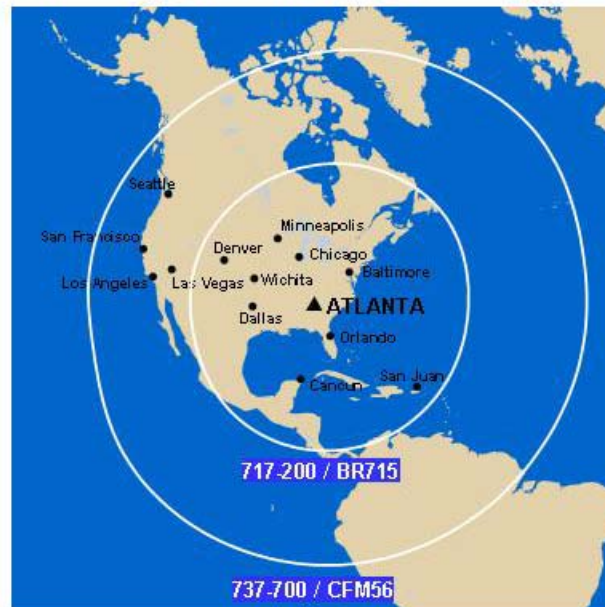 Seattle
Minneapolis
San Francisco
Denver
Chicago
Baltimore
Los Angeles
Las Vegas
Wichita
Dallas
ATLANTA
Orlando
San Juan
Cancun
717-200 / BR715
737-700 / CFM56